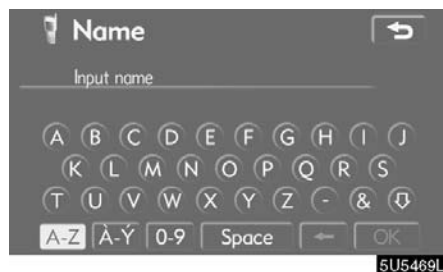 Name
Input name
A B C D E F G H I J
K L M N O P Q R S
T U V W X Y Z - &
A-Z À-Ý 0-9 Space OK
5U5469L